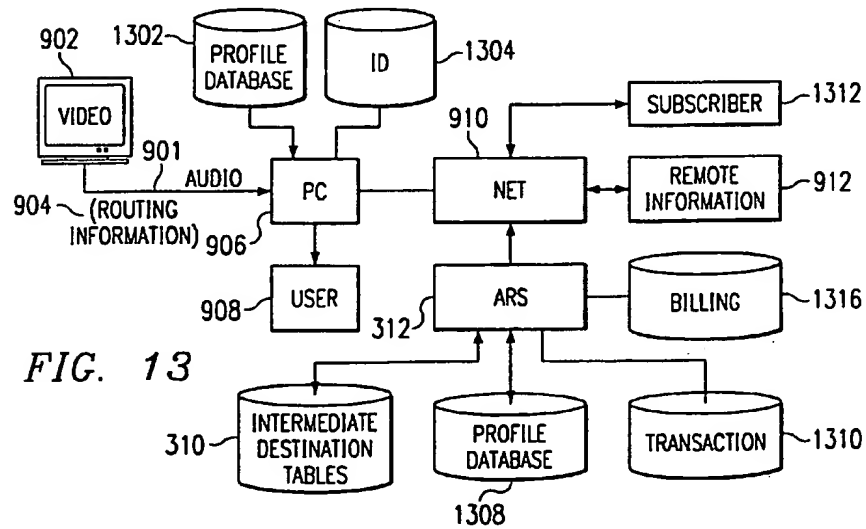 902
1302
PROFILE
DATABASE
ID
1304
VIDEO
910
SUBSCRIBER
1312
901
AUDIO
PC
NET
REMOTE
INFORMATION
912
904
(ROUTING
INFORMATION)
906
908
USER
312
ARS
BILLING
1316
FIG. 13
310
INTERMEDIATE
DESTINATION
TABLES
PROFILE
DATABASE
TRANSACTION
1310
1308